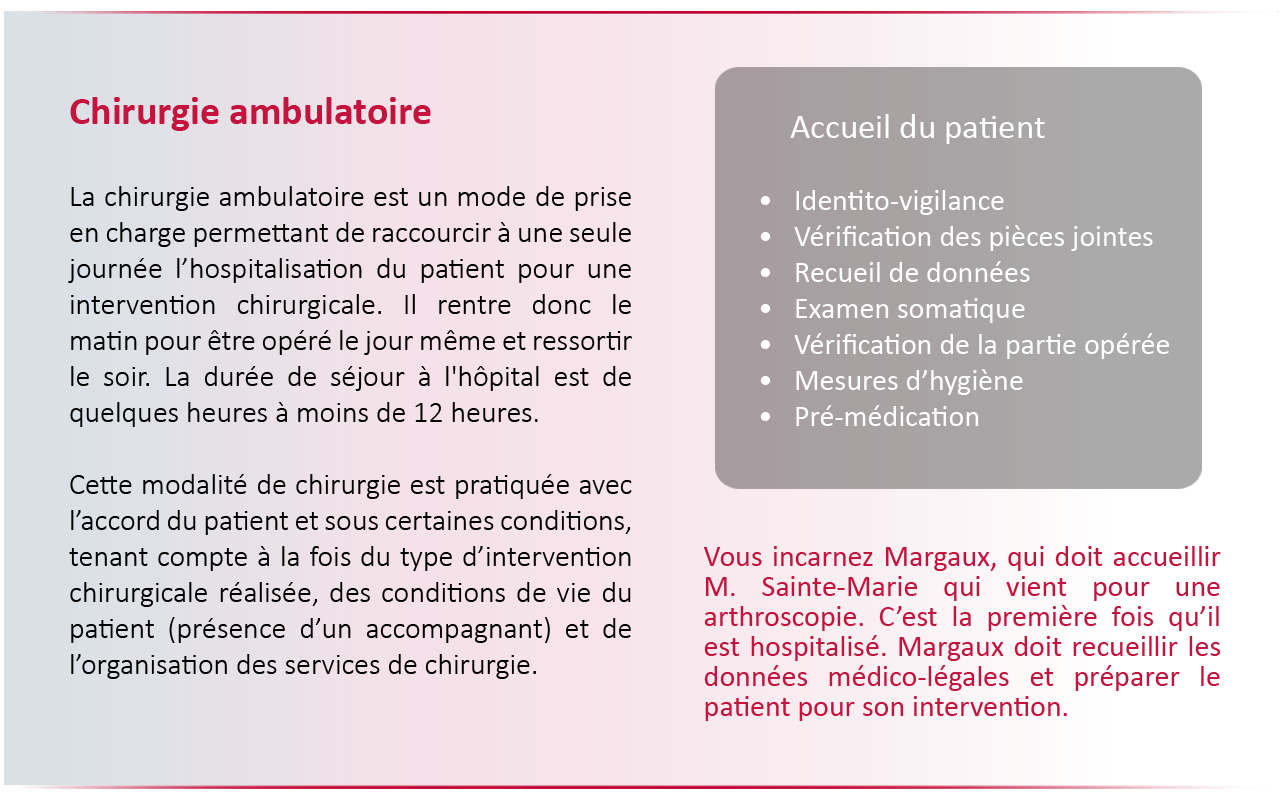 Chirurgie ambulatoire
La chirurgie ambulatoire est un mode de prise
en charge permettant de raccourcir à une seule
journée l’hospitalisation du patient pour une
intervention chirurgicale. Il rentre donc le
matin pour être opéré le jour même et ressortir
le soir. La durée de séjour à l'hôpital est de
quelques heures à moins de 12 heures.
Cette modalité de chirurgie est pratiquée avec
l’accord du patient et sous certaines conditions,
tenant compte à la fois du type d’intervention
chirurgicale réalisée, des conditions de vie du
patient (présence d’un accompagnant) et de
l’organisation des services de chirurgie.
Accueil du patient
• Identito-vigilance
• Vérification des pièces jointes
• Recueil de données
• Examen somatique
• Vérification de la partie opérée
• Mesures d’hygiène
• Pré-médication
Vous incarnez Margaux, qui doit accueillir
M. Sainte-Marie qui vient pour une
arthroscopie. C’est la première fois qu’il
est hospitalisé. Margaux doit recueillir les
données médico-légales et préparer le
patient pour son intervention.